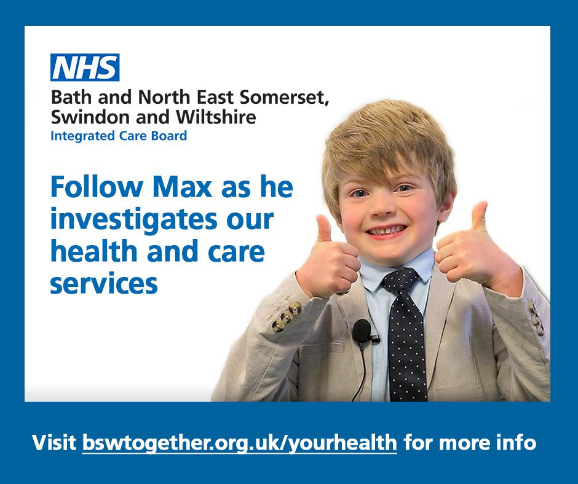 NHS
Bath and North East Somerset,
Swindon and Wiltshire
Integrated Care Board
Follow Max as he
investigates our
health and care
services
Visit bswtogether.org.uk/yourhealth for more info